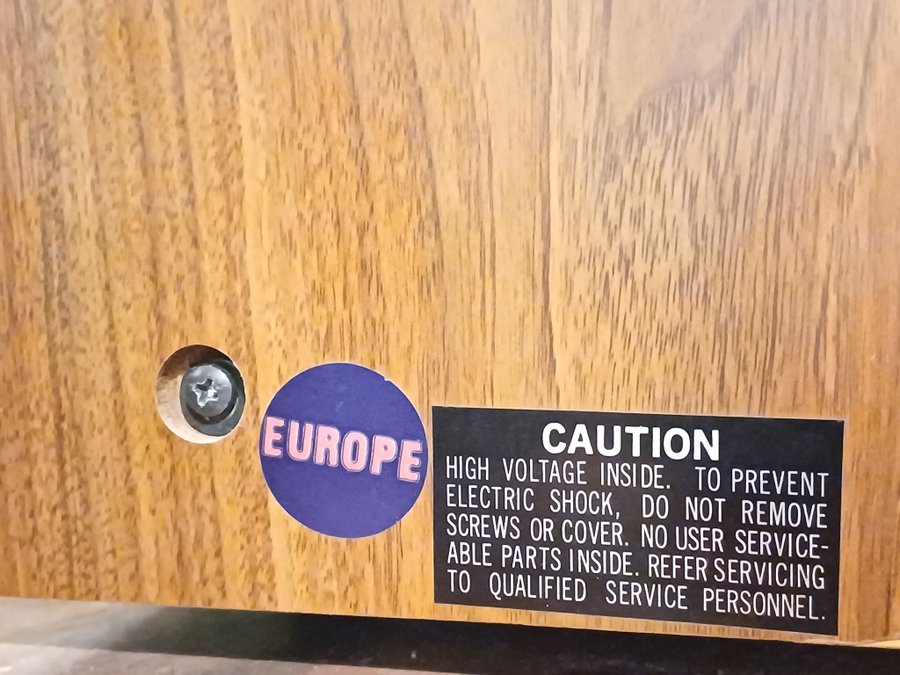 EUROPE
CAUTION
HIGH VOLTAGE INSIDE. TO PREVENT
ELECTRIC SHOCK, DO NOT REMOVE
SCREWS OR COVER. NO USER SERVICE-
ABLE PARTS INSIDE. REFER SERVICING
TO QUALIFIED SERVICE PERSONNEL.